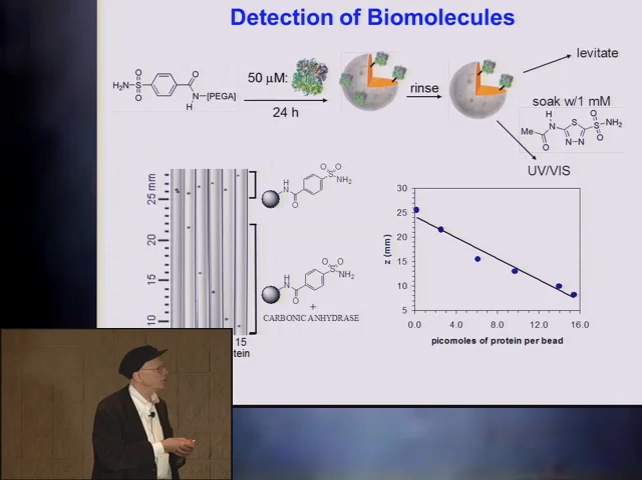 Detection of Biomolecules
H₂N
O
S
O
O
N
H
[PEGA]
50 μM:
24 h
rinse
levitate
soak w/1 mM
Me
O
H
N
S
N
N
O
S
O
NH₂
UV/VIS
25 mm
20
15
10
H
N
O
O
S
O
NH₂
H
N
O
O
S
O
NH₂
+
CARBONIC ANHYDRASE
15
tein
30
25
20
15
10
5
z (mm)
0.0 4.0 8.0 12.0 16.0
picomoles of protein per bead